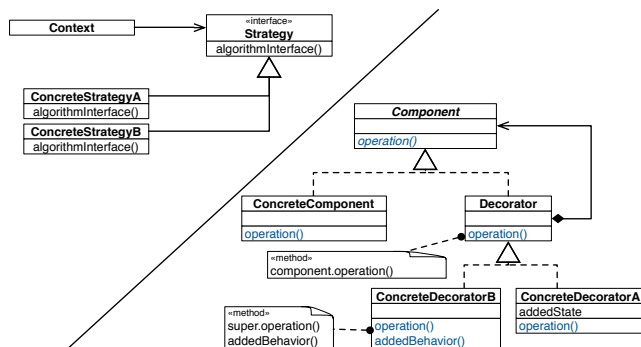 «interface»
Strategy
algorithmInterface()
Context
ConcreteStrategyA
algorithmInterface()
ConcreteStrategyB
algorithmInterface()
Component
operation()
ConcreteComponent
operation()
Decorator
operation()
«method»
component.operation()
ConcreteDecoratorB
operation()
addedBehavior()
ConcreteDecoratorA
addedState
operation()
«method»
super.operation()
addedBehavior()